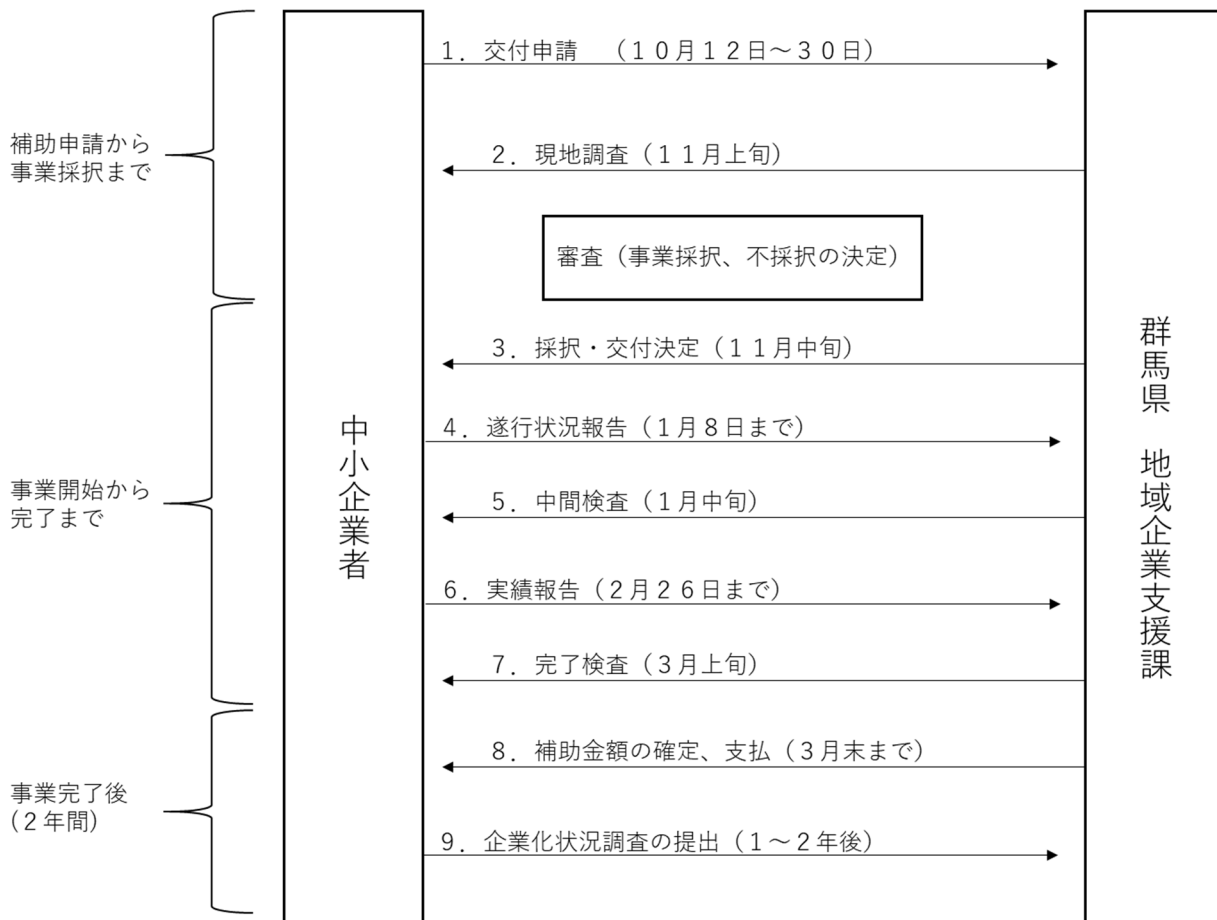 補助申請から
事業採択まで
事業開始から
完了まで
事業完了後
(２年間)
中小企業者
１．交付申請　（１０月１２日～３０日）
２．現地調査（１１月上旬）
審査（事業採択、不採択の決定）
３．採択・交付決定（１１月中旬）
４．遂行状況報告（１月８日まで）
５．中間検査（１月中旬）
６．実績報告（２月２６日まで）
７．完了検査（３月上旬）
８．補助金額の確定、支払（３月末まで）
９．企業化状況調査の提出（１～２年後）
群馬県　地域企業支援課